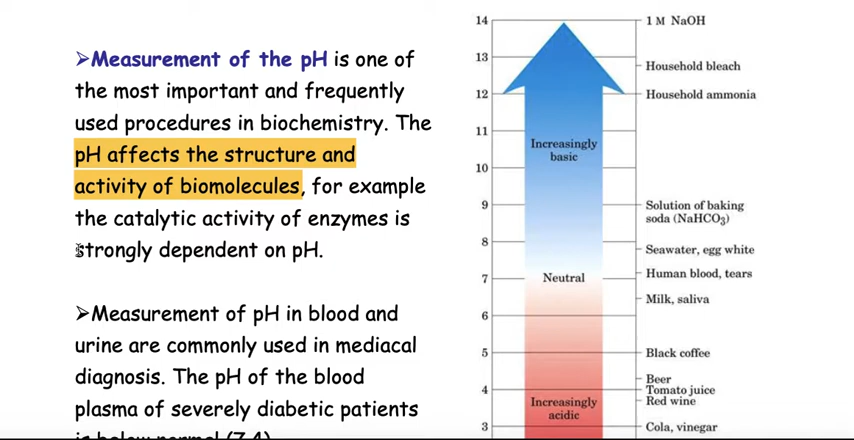 ➢Measurement of the pH is one of
the most important and frequently
used procedures in biochemistry. The
pH affects the structure and
activity of biomolecules, for example
the catalytic activity of enzymes is
strongly dependent on pH.
➢Measurement of pH in blood and
urine are commonly used in mediacal
diagnosis. The pH of the blood
plasma of severely diabetic patients
is below normal (7.4)
14
1 M NaOH
13
Household bleach
12
Household ammonia
11
Increasingly
basic
10
9
Solution of baking
soda (NaHCO3)
8
Seawater, egg white
7
Neutral
Human blood, tears
Milk, saliva
6
5
Black coffee
Beer
4
Tomato juice
Red wine
Increasingly
acidic
3
Cola, vinegar